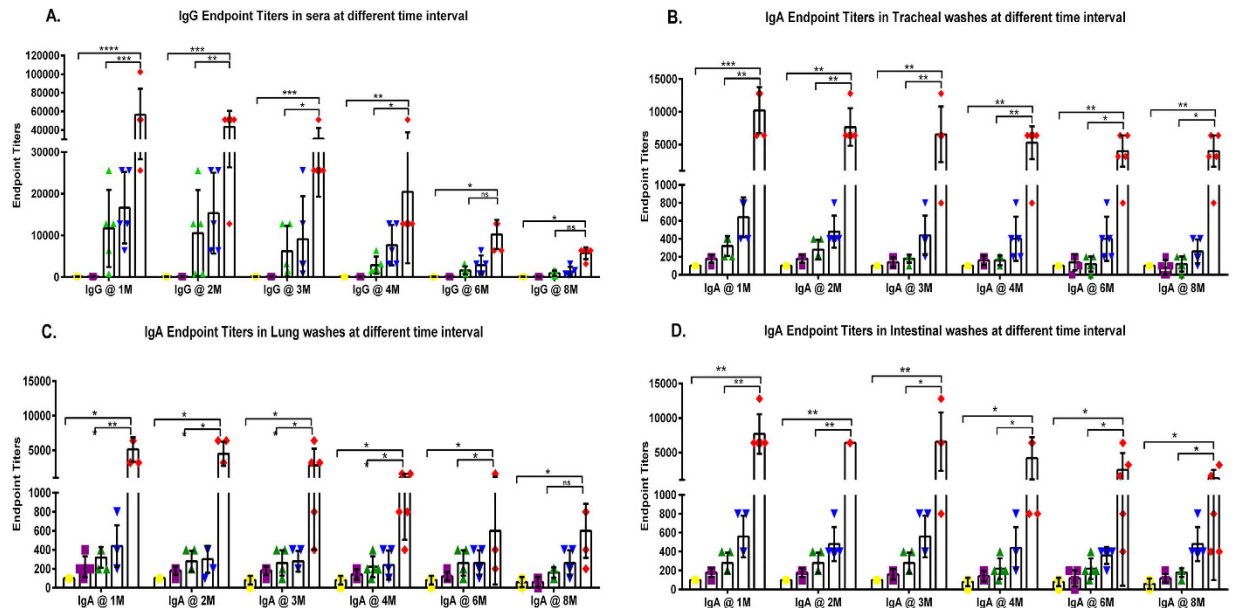 A.
IgG Endpoint Titers in sera at different time interval
Endpoint Titers
120000
100000
80000
60000
40000
30000
20000
10000
0
****
***
***
**
***
*
**
*
*
ns
*
ns
IgG @ 1M
IgG @ 2M
IgG @ 3M
IgG @ 4M
IgG @ 6M
IgG @ 8M
B.
IgA Endpoint Titers in Tracheal washes at different time interval
Endpoint Titers
15000
10000
5000
800
600
400
200
0
***
**
**
**
**
**
**
**
**
*
**
*
IgA @ 1M
IgA @ 2M
IgA @ 3M
IgA @ 4M
IgA @ 6M
IgA @ 8M
C.
IgA Endpoint Titers in Lung washes at different time interval
Endpoint Titers
15000
10000
5000
1000
800
600
400
200
0
*
* **
*
* *
*
* *
*
* *
*
*
*
ns
IgA @ 1M
IgA @ 2M
IgA @ 3M
IgA @ 4M
IgA @ 6M
IgA @ 8M
D.
IgA Endpoint Titers in Intestinal washes at different time interval
Endpoint Titers
15000
10000
5000
1000
800
600
400
200
0
**
**
**
**
**
*
*
*
*
*
*
*
IgA @ 1M
IgA @ 2M
IgA @ 3M
IgA @ 4M
IgA @ 6M
IgA @ 8M